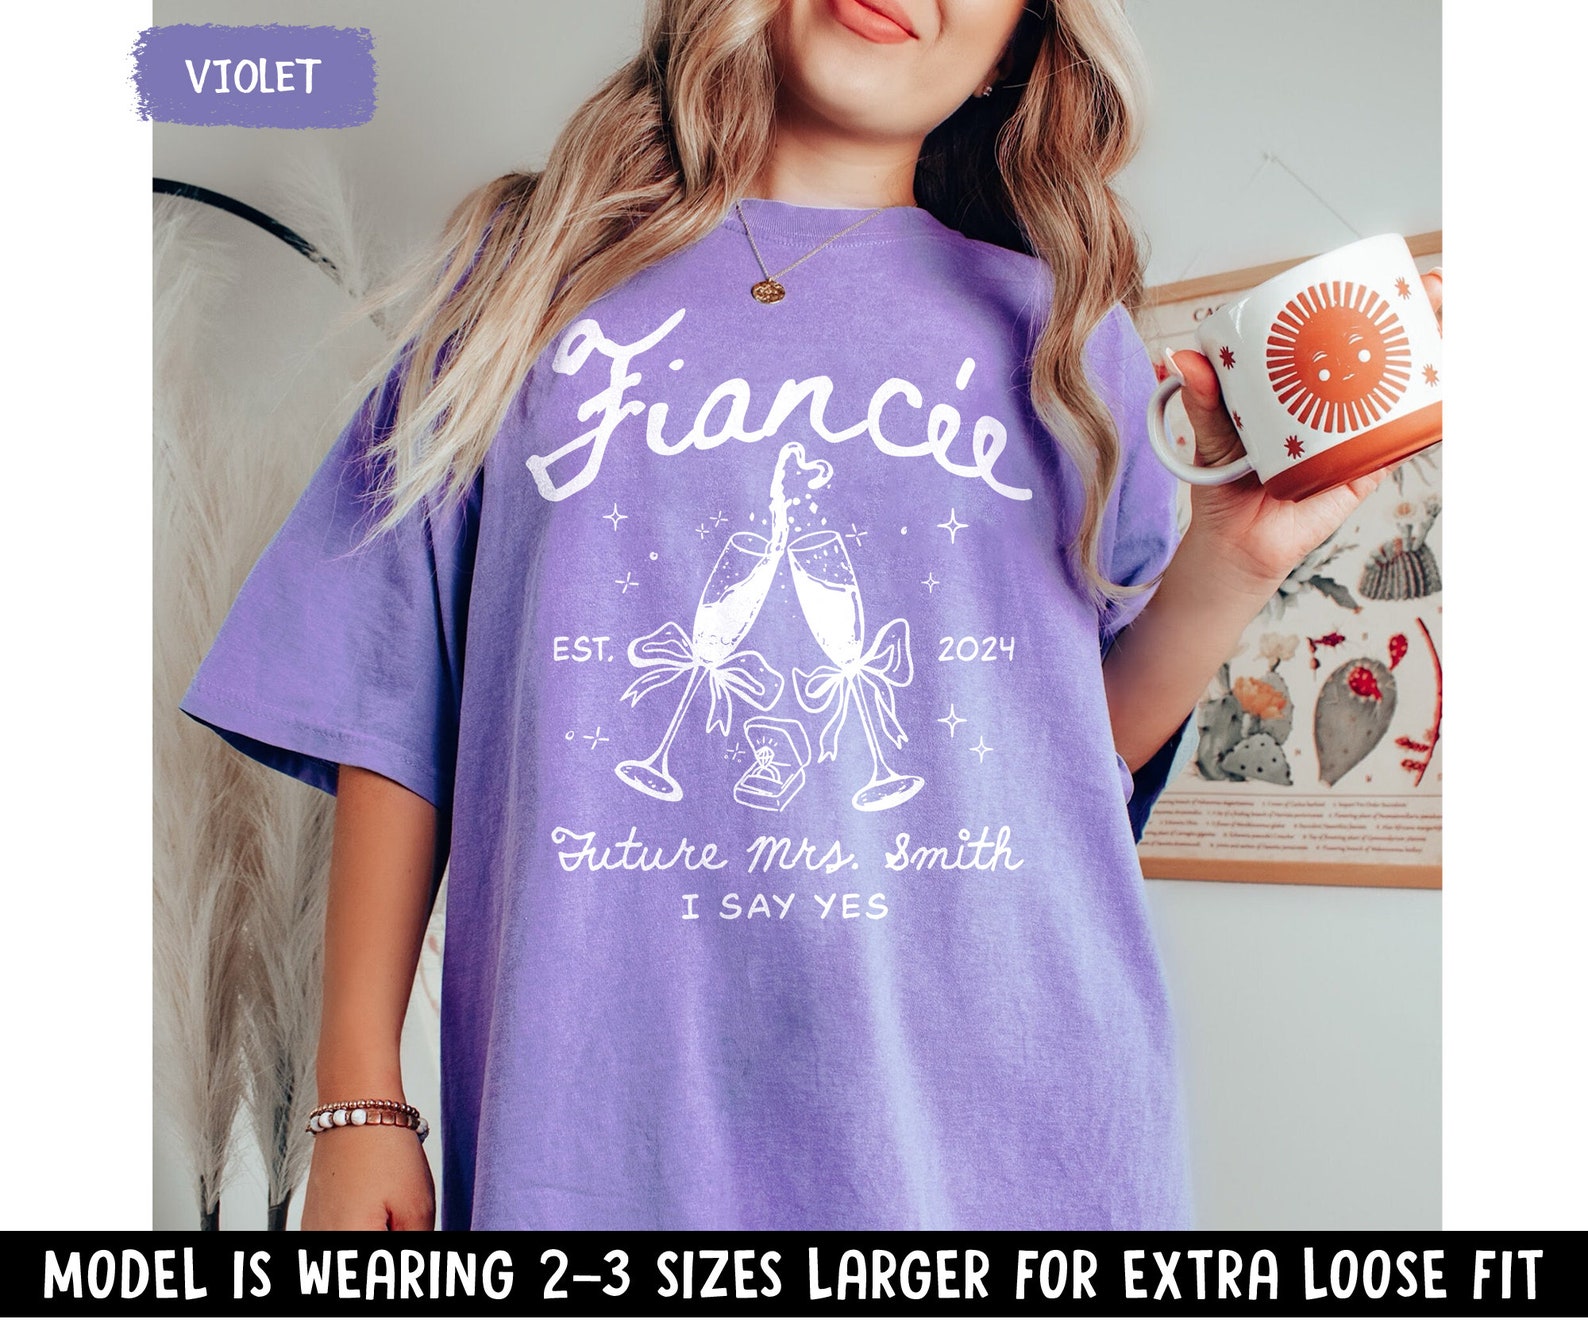 VIOLET
Fiancée
EST. 2024
Future Mrs. Smith
I SAY YES
MODEL IS WEARING 2-3 SIZES LARGER FOR EXTRA LOOSE FIT